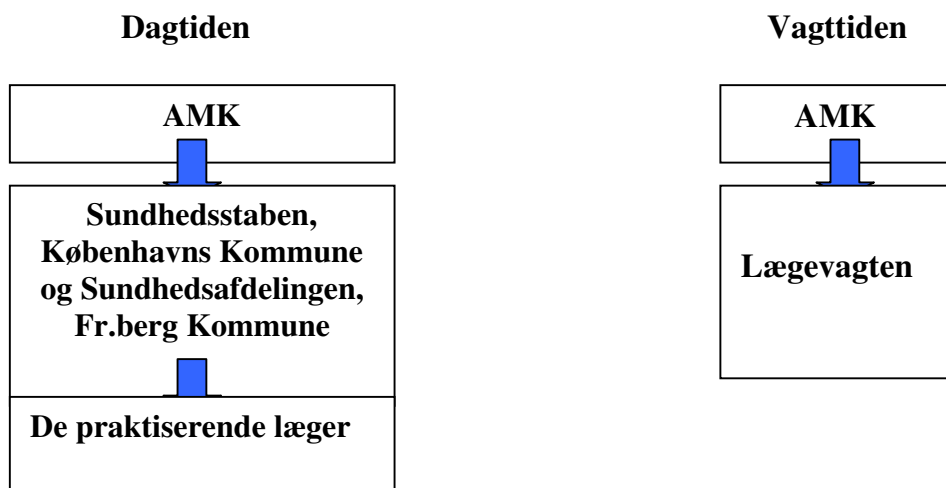 Dagtiden
AMK
Sundhedsstaben,
Københavns Kommune
og Sundhedsafdelingen,
Fr.berg Kommune
De praktiserende læger
Vagttiden
AMK
Lægevagten